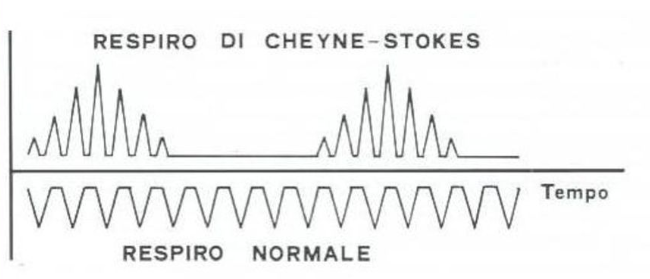 RESPIRO DI CHEYNE-STOKES
Tempo
RESPIRO NORMALE